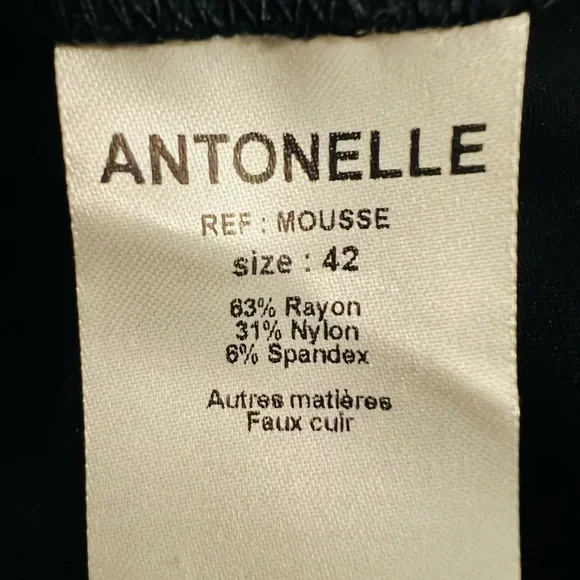 ANTONELLE
REF : MOUSSE
size : 42
63% Rayon
31% Nylon
6% Spandex
Autres matières
Faux cuir